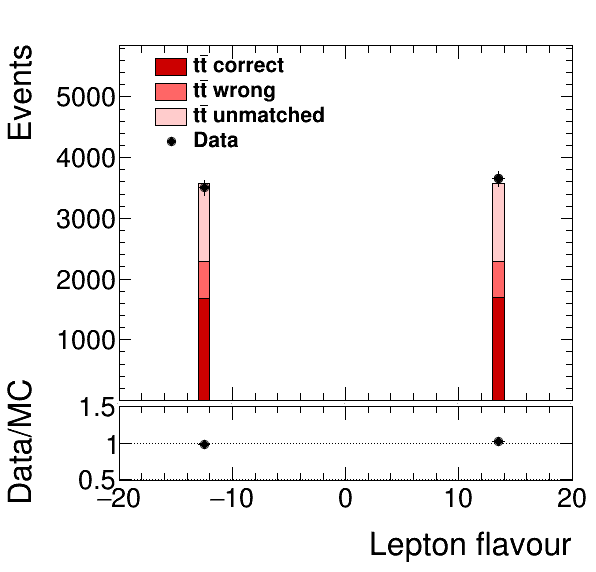 Events
5000
4000
3000
2000
1000
tt̄ correct
tt̄ wrong
tt̄ unmatched
Data
Data/MC
1.5
1
0.5
−20 −10 0 10 20
Lepton flavour